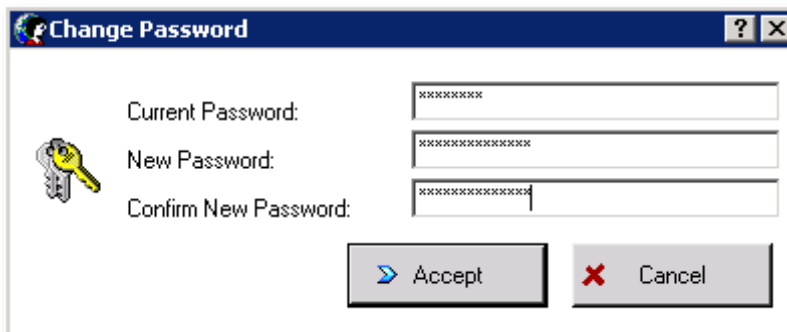 Change Password
Current Password: ********
New Password: **************
Confirm New Password: **************
Accept
Cancel